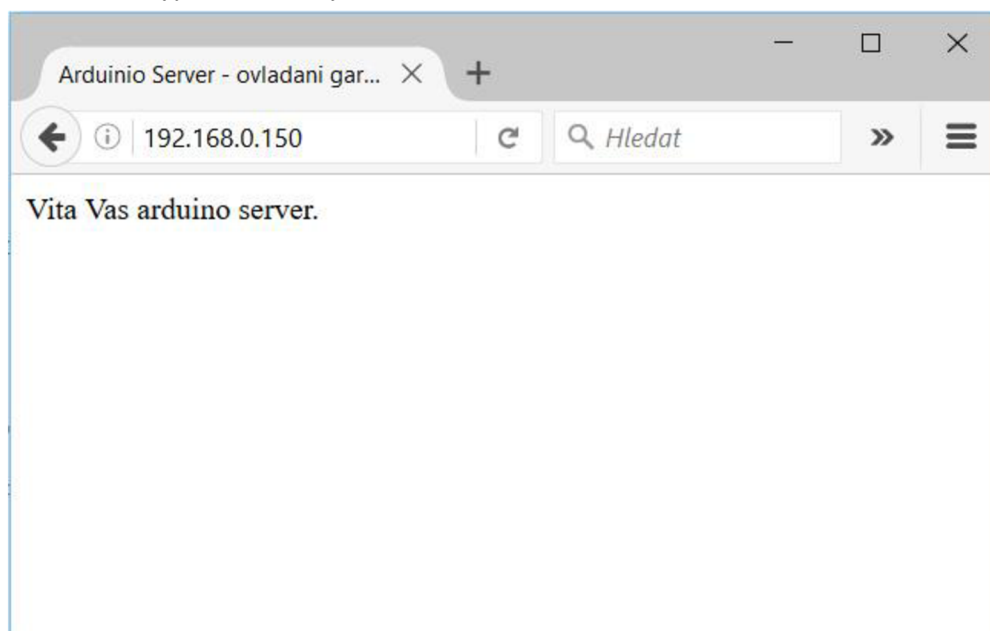 Arduinio Server - ovladani gar...
192.168.0.150
Hledat
Vita Vas arduino server.